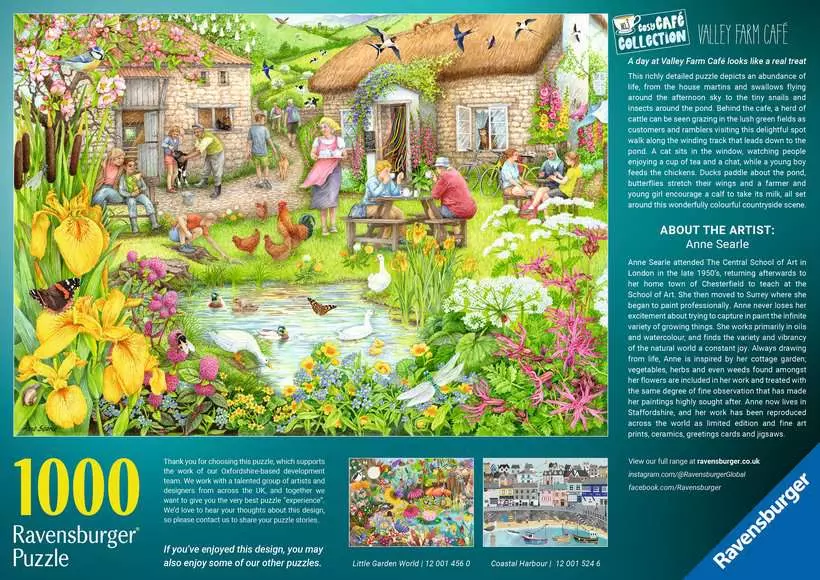 cosy CAFÉ
COLLECTION
VALLEY FARM CAFÉ
A day at Valley Farm Café looks like a real treat
This richly detailed puzzle depicts an abundance of
life, from the house martins and swallows flying
around the afternoon sky to the tiny snails and
insects around the pond. Behind the cafe, a herd of
cattle can be seen grazing in the lush green fields as
customers and ramblers visiting this delightful spot
walk along the winding track that leads down to the
pond. A cat sits in the window, watching people
enjoying a cup of tea and a chat, while a young boy
feeds the chickens. Ducks paddle about the pond,
butterflies stretch their wings and a farmer and
young girl encourage a calf to take its milk, all set
around this wonderfully colourful countryside scene.
ABOUT THE ARTIST:
Anne Searle
Anne Searle attended The Central School of Art in
London in the late 1950's, returning afterwards to
her home town of Chesterfield to teach at the
School of Art. She then moved to Surrey where she
began to paint professionally. Anne never loses her
excitement about trying to capture in paint the infinite
variety of growing things. She works primarily in oils
and watercolour, and finds the variety and vibrancy
of the natural world a constant joy. Always drawing
from life, Anne is inspired by her cottage garden;
vegetables, herbs and even weeds found amongst
her flowers are included in her work and treated with
the same degree of fine observation that has made
her paintings highly sought after. Anne now lives in
Staffordshire, and her work has been reproduced
across the world as limited edition and fine art
prints, ceramics, greetings cards and jigsaws.
View our full range at ravensburger.co.uk
instagram.com/@RavensburgerGlobal
facebook.com/Ravensburger
Ravensburger
Anne Searle
1000
Ravensburger®
Puzzle
Thank you for choosing this puzzle, which supports
the work of our Oxfordshire-based development
team. We work with a talented group of artists and
designers from across the UK, and together we
want to give you the very best puzzle "experience".
We'd love to hear your thoughts about this design,
so please contact us to share your puzzle stories.
If you've enjoyed this design, you may
also enjoy some of our other puzzles.
Little Garden World | 12 001 456 0
Coastal Harbour | 12 001 524 6